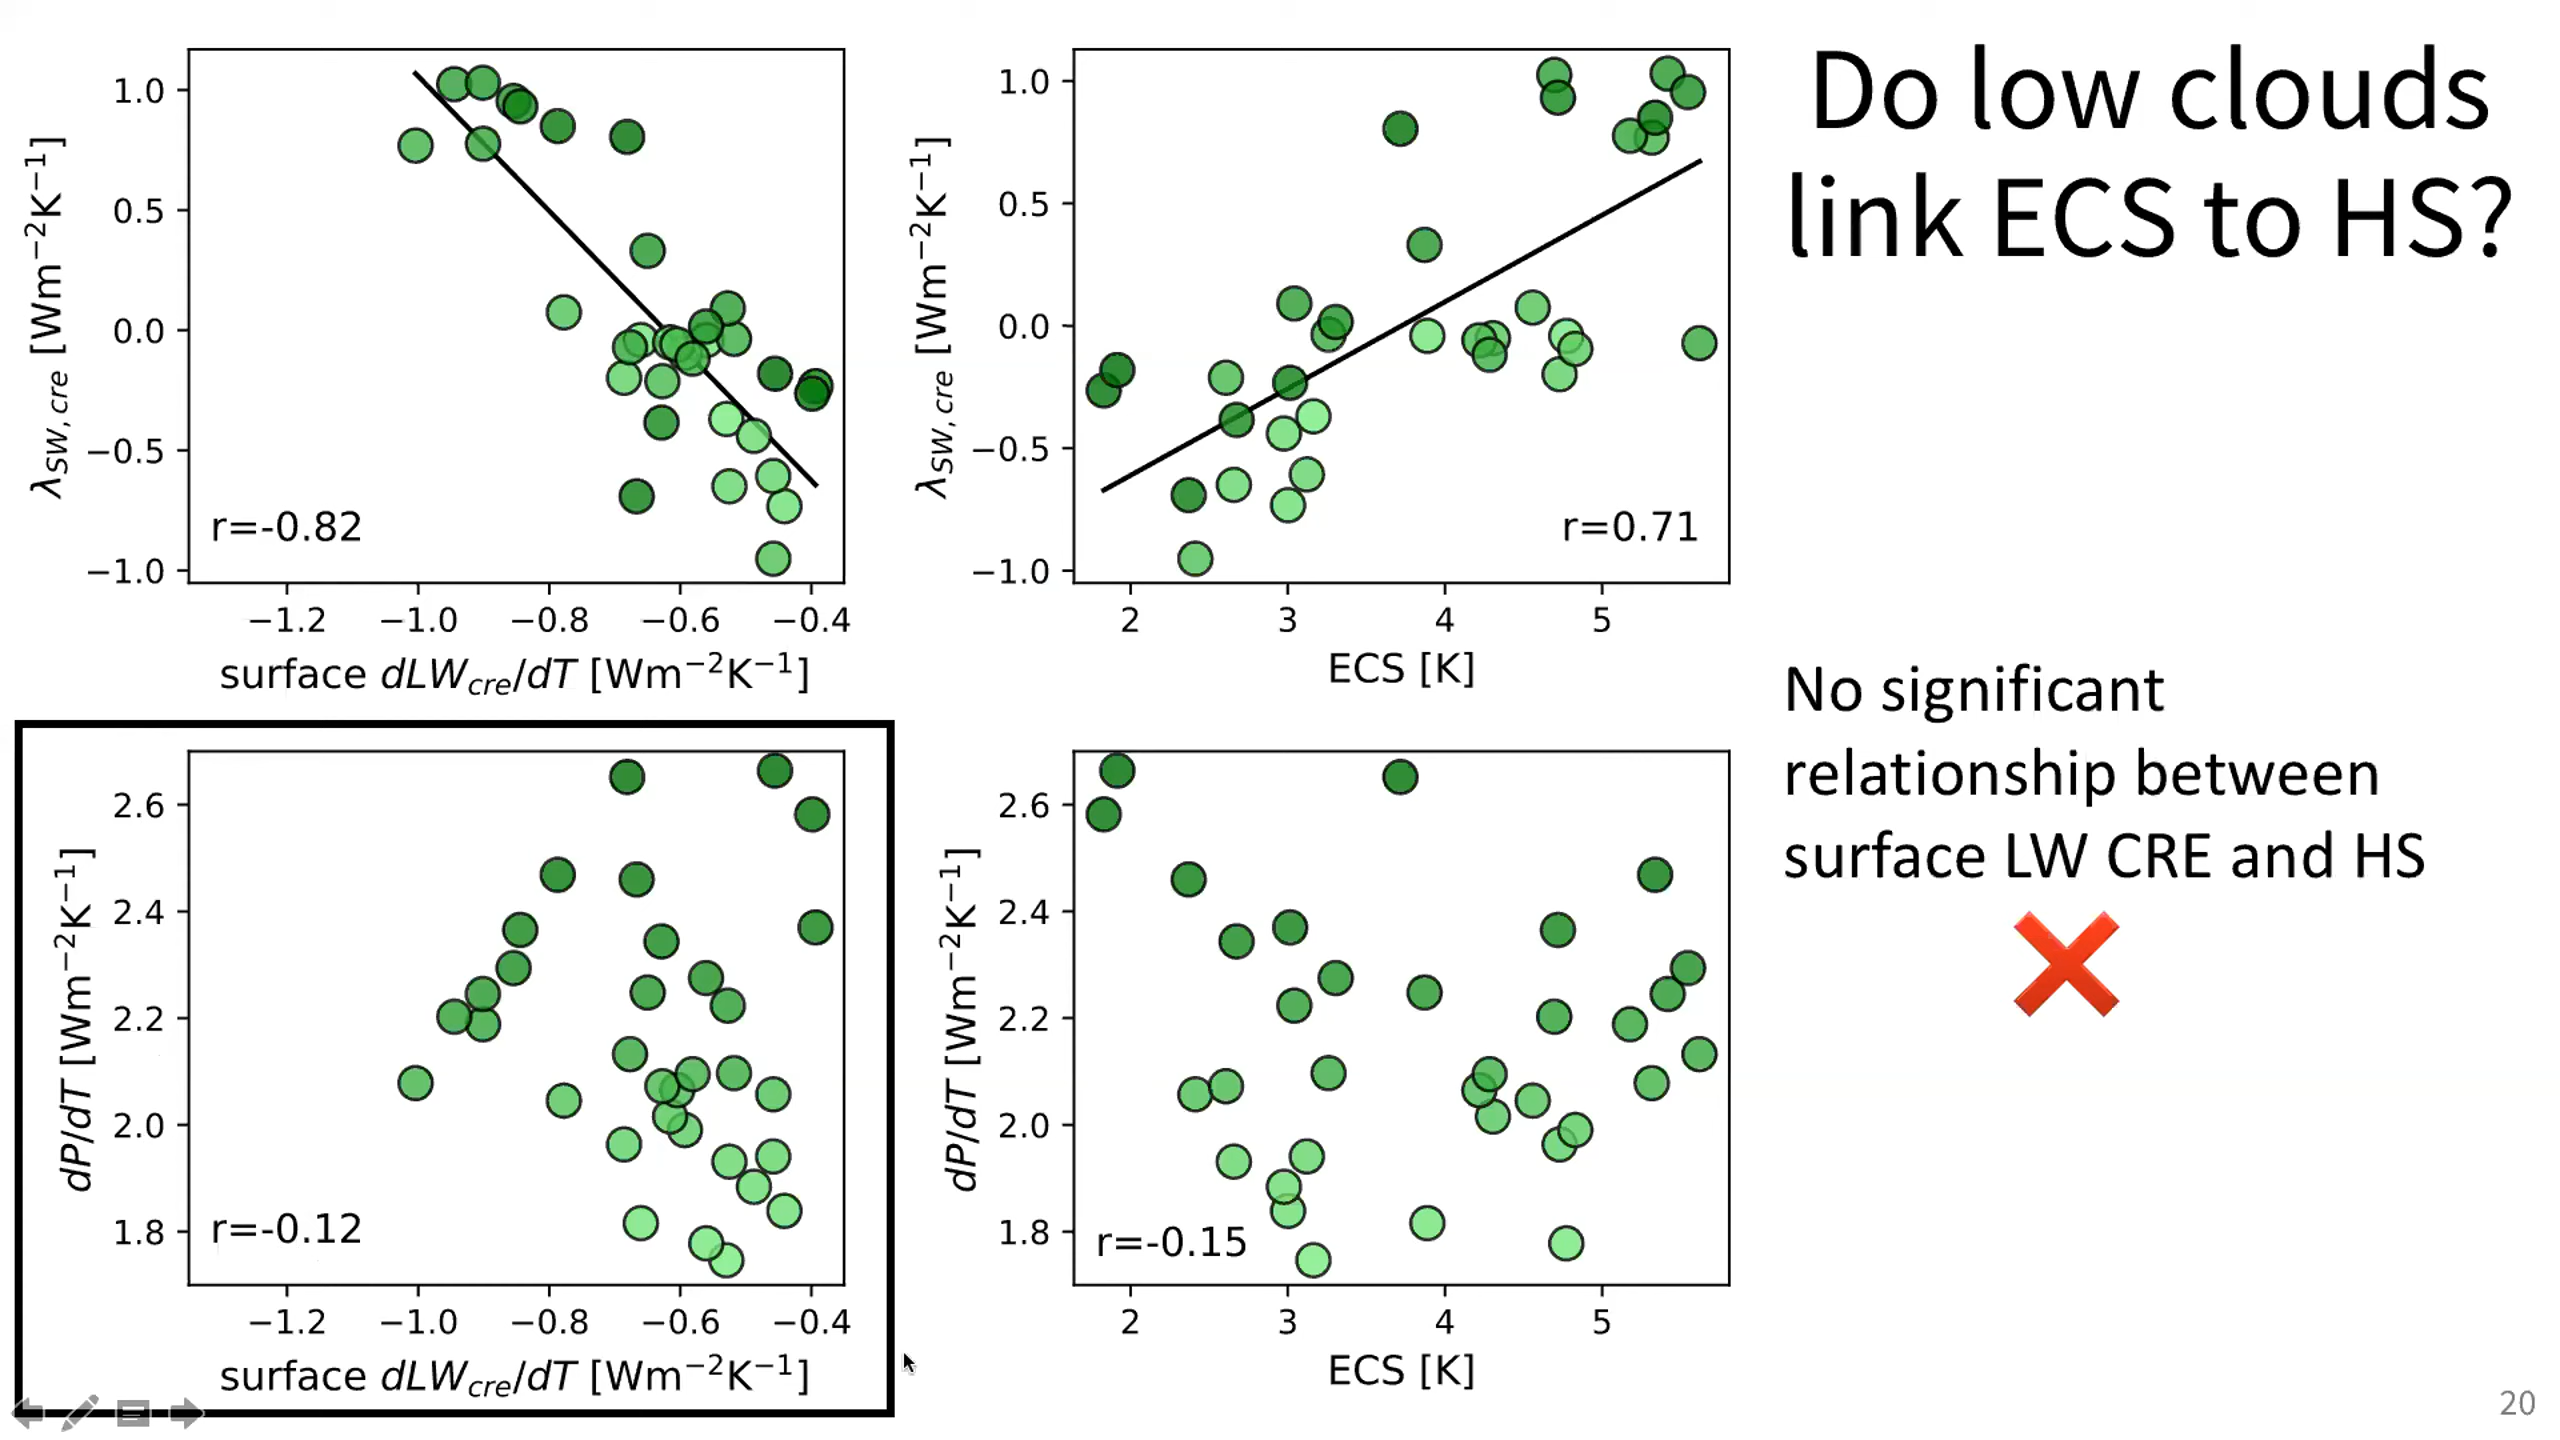 Do low clouds
link ECS to HS?
1.0
0.5
0.0
−0.5
−1.0
λSW, cre [Wm−2K−1]
r=-0.82
−1.2 −1.0 −0.8 −0.6 −0.4
surface dLWcre/dT [Wm−2K−1]
1.0
0.5
0.0
−0.5
−1.0
λSW, cre [Wm−2K−1]
r=0.71
2 3 4 5
ECS [K]
2.6
2.4
2.2
2.0
1.8
dP/dT [Wm−2K−1]
r=-0.12
−1.2 −1.0 −0.8 −0.6 −0.4
surface dLWcre/dT [Wm−2K−1]
2.6
2.4
2.2
2.0
1.8
dP/dT [Wm−2K−1]
r=-0.15
2 3 4 5
ECS [K]
No significant
relationship between
surface LW CRE and HS
20